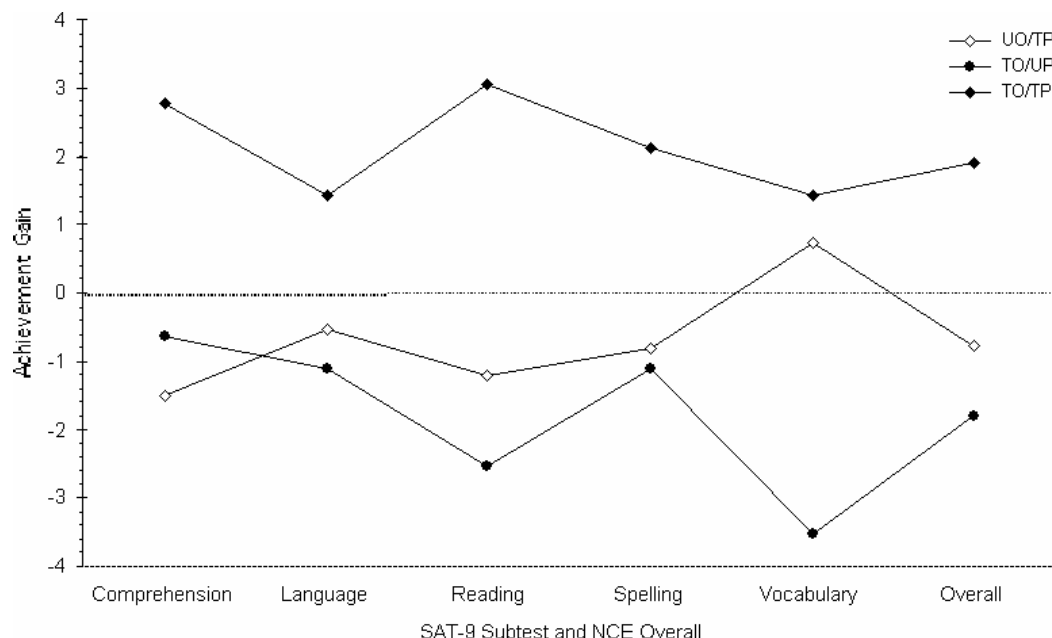 4
3
2
1
0
-1
-2
-3
-4
Achievement Gain
UO/TP
TO/UP
TO/TP
Comprehension Language Reading Spelling Vocabulary Overall
SAT-9 Subtest and NCE Overall